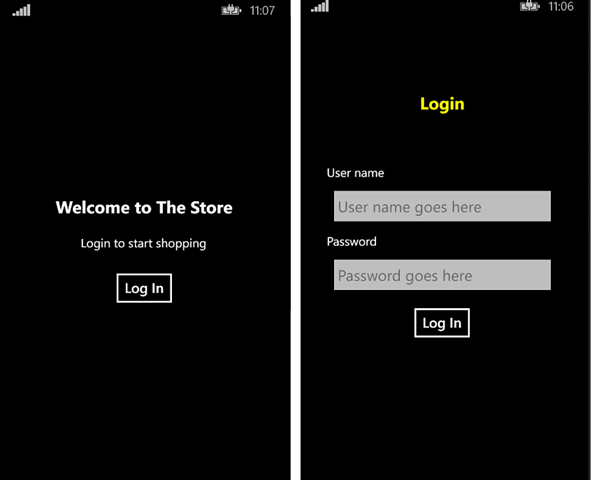 11:07
Welcome to The Store
Login to start shopping
Log In
11:06
Login
User name
User name goes here
Password
Password goes here
Log In